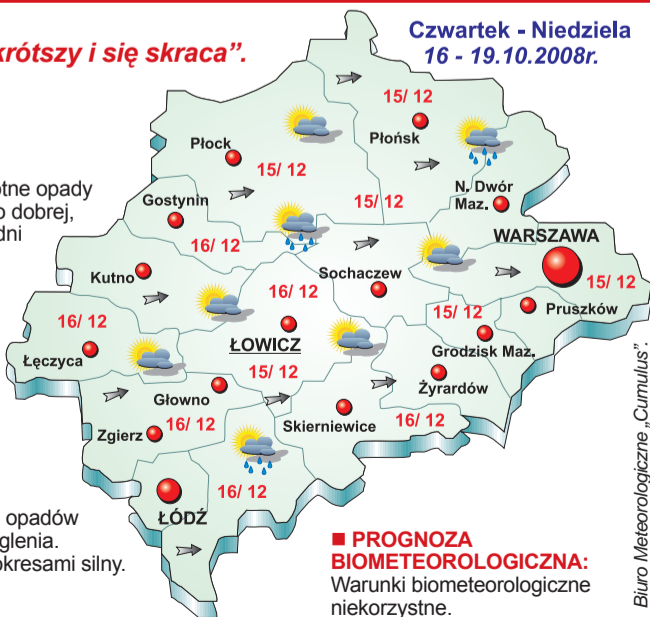 krótszy i się skraca”.
Czwartek - Niedziela
16 - 19.10.2008r.
15/ 12
Płońsk
Płock
15/ 12
otne opady
o dobrej,
dni
Gostynin
15/ 12
N. Dwór
Maz.
16/ 12
WARSZAWA
Kutno
Sochaczew
16/ 12
15/ 12
15/ 12
Pruszków
16/ 12
Łęczyca
ŁOWICZ
Grodzisk Maz.
15/ 12
Żyrardów
Głowno
16/ 12
Skierniewice
16/ 12
Zgierz
16/ 12
ŁÓDŹ
opadów
glenia.
okresami silny.
■ PROGNOZA
BIOMETEOROLOGICZNA:
Warunki biometeorologiczne
niekorzystne.
Biuro Meteorologiczne „Cumulus”.